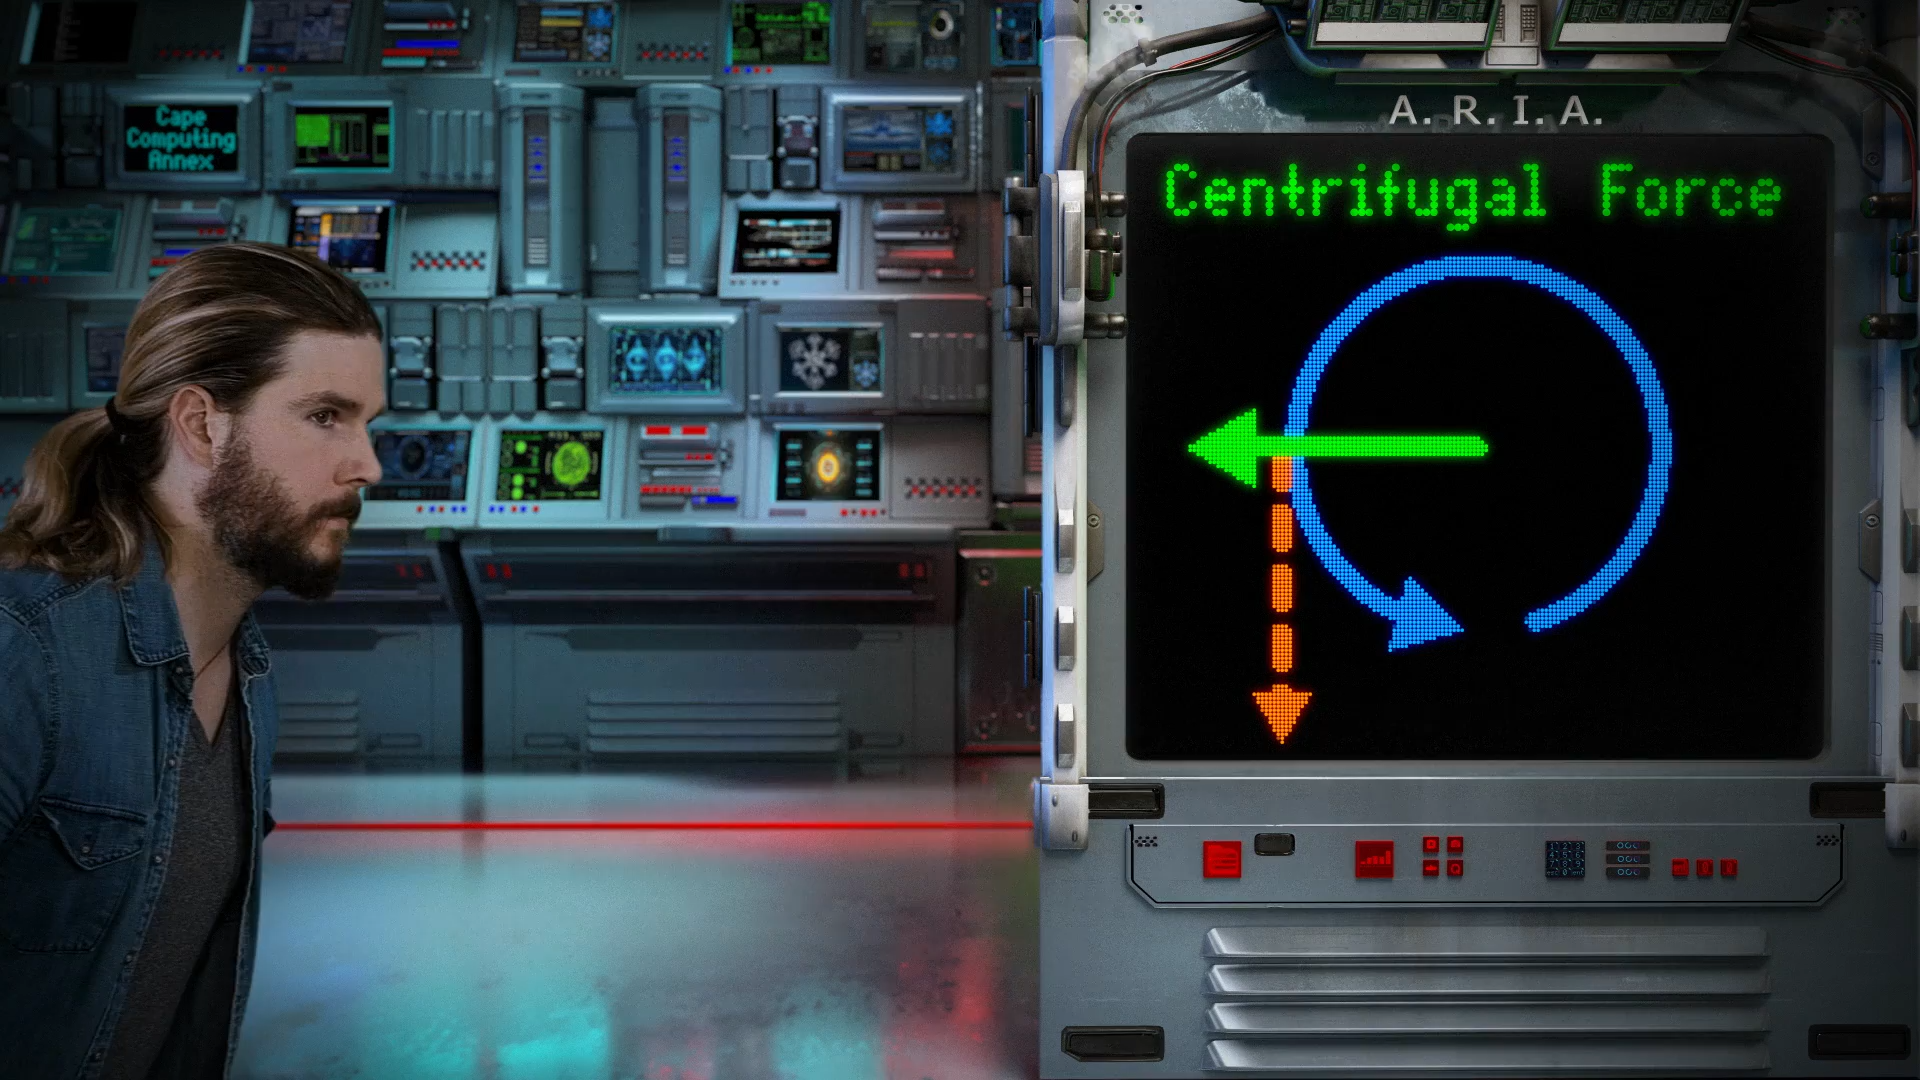 Cape
Computing
Annex
A.R.I.A.
Centrifugal Force